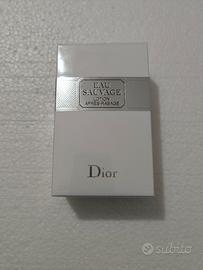 EAU
SAUVAGE
LOTION
APRÈS-RASAGE
Dior
subito